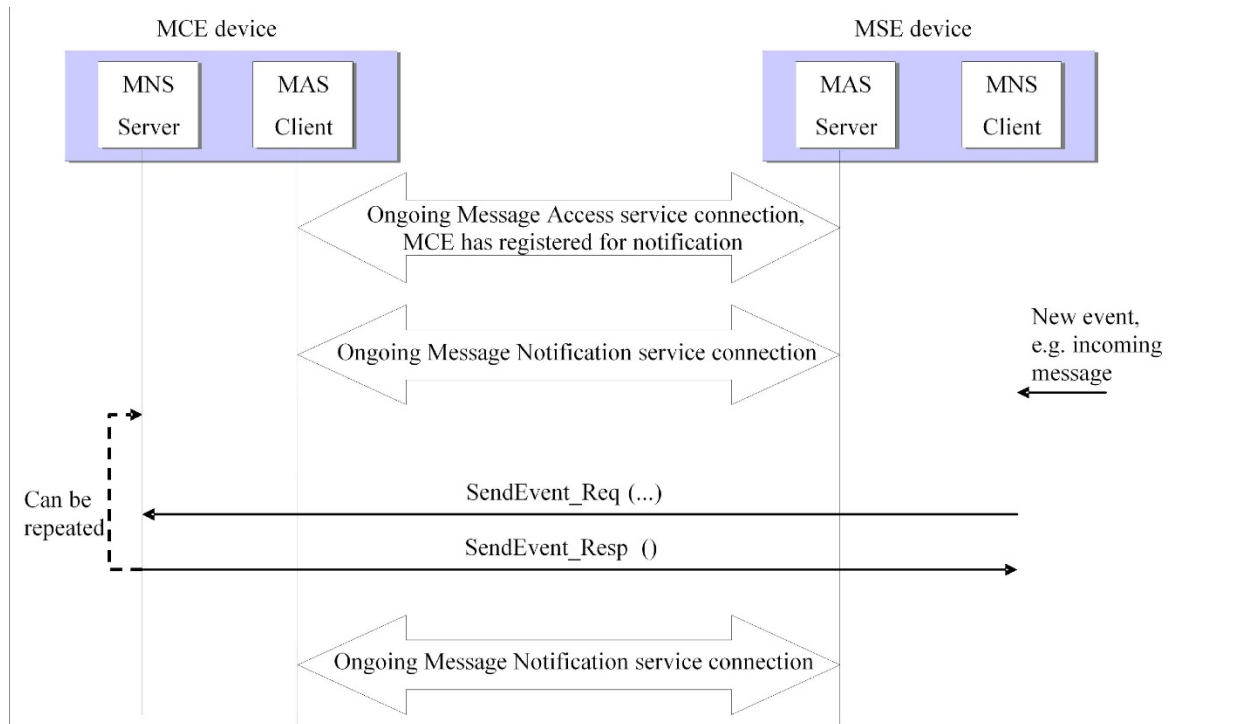 MCE device
MSE device
MNS
Server
MAS
Client
MAS
Server
MNS
Client
Ongoing Message Access service connection,
MCE has registered for notification
Ongoing Message Notification service connection
New event,
e.g. incoming
message
Can be
repeated
SendEvent_Req (...)
SendEvent_Resp ()
Ongoing Message Notification service connection